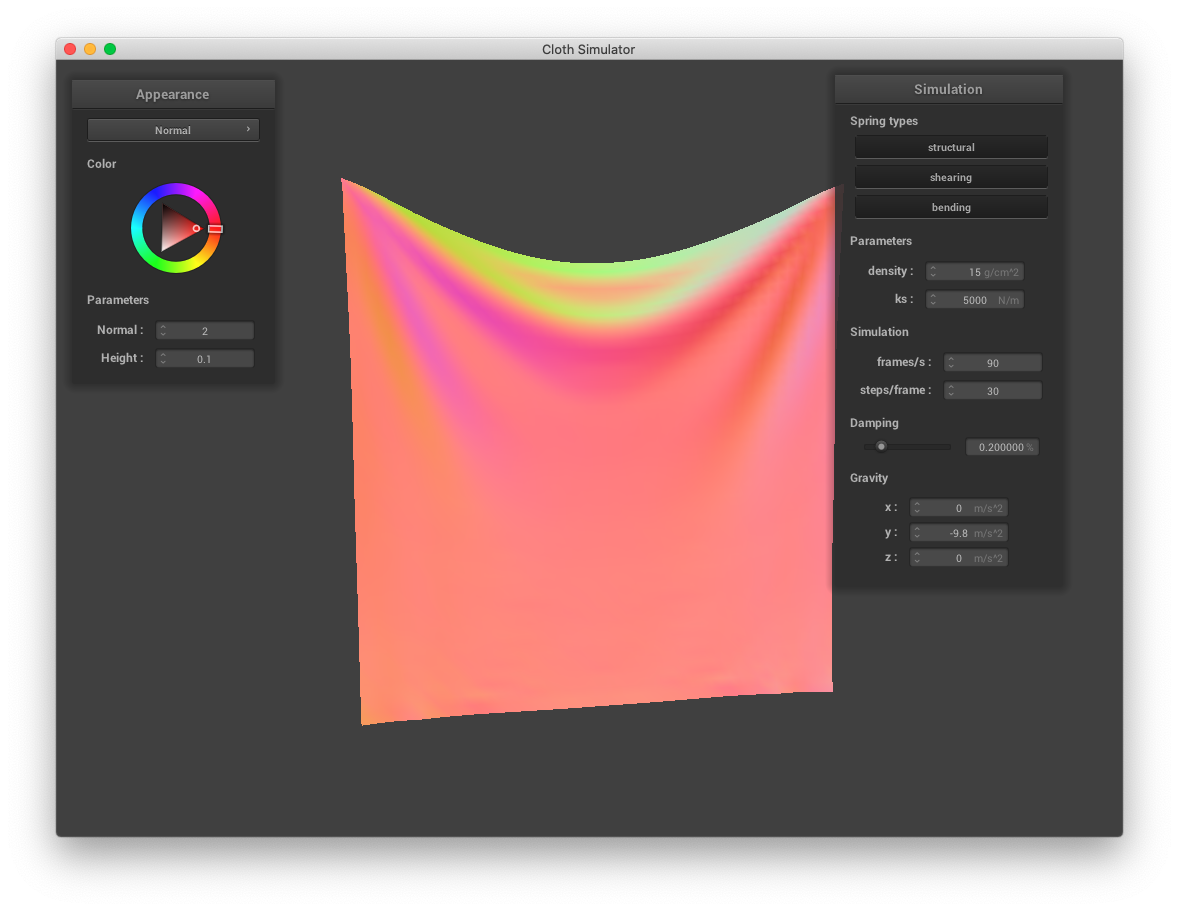 Cloth Simulator
Appearance
Normal ›
Color
Parameters
Normal : 2
Height : 0.1
Simulation
Spring types
structural
shearing
bending
Parameters
density : 15 g/cm^2
ks : 5000 N/m
Simulation
frames/s : 90
steps/frame : 30
Damping
0.200000 %
Gravity
x : 0 m/s^2
y : -9.8 m/s^2
z : 0 m/s^2